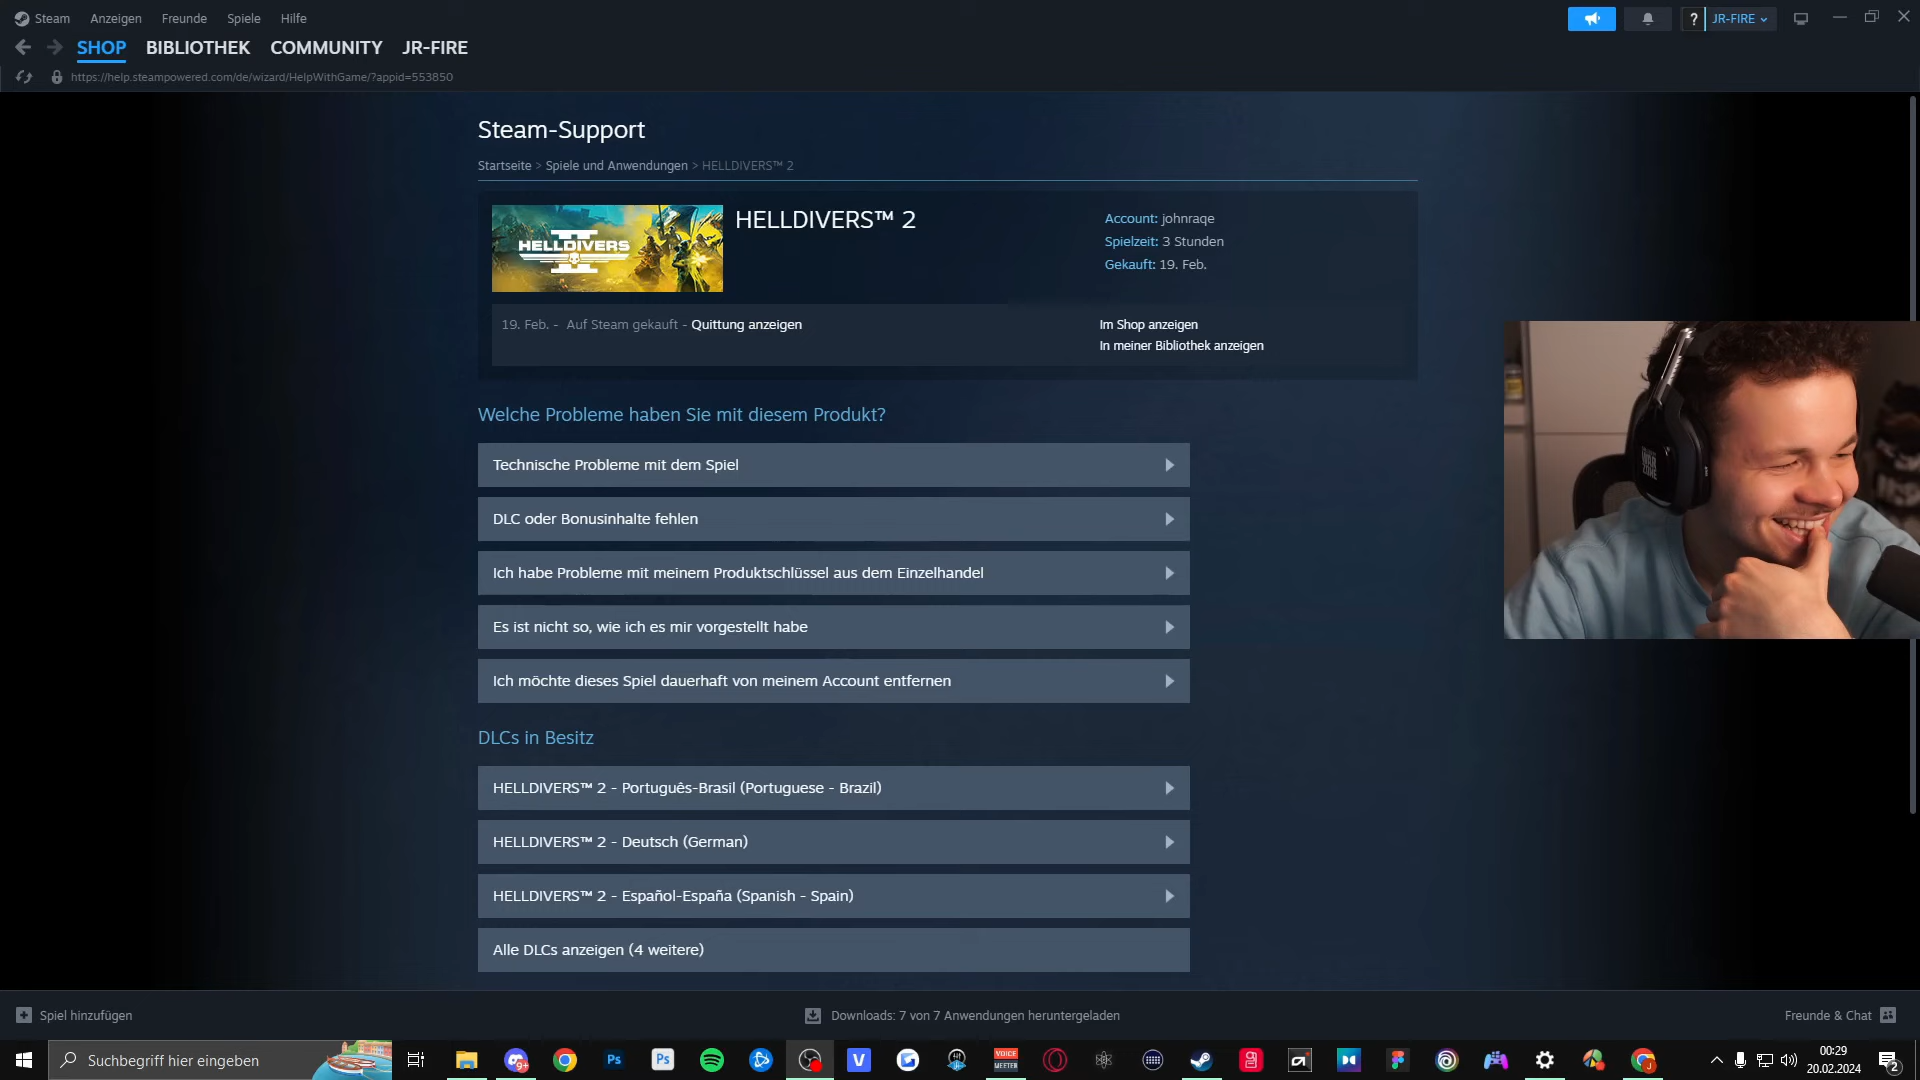 Steam Anzeigen Freunde Spiele Hilfe
? JR-FIRE
SHOP BIBLIOTHEK COMMUNITY JR-FIRE
https://help.steampowered.com/de/wizard/HelpWithGame/?appid=553850
Steam-Support
Startseite > Spiele und Anwendungen > HELLDIVERS™ 2
HELLDIVERS
II
HELLDIVERS™ 2
Account: johnraqe
Spielzeit: 3 Stunden
Gekauft: 19. Feb.
19. Feb. - Auf Steam gekauft - Quittung anzeigen
Im Shop anzeigen
In meiner Bibliothek anzeigen
Welche Probleme haben Sie mit diesem Produkt?
Technische Probleme mit dem Spiel
DLC oder Bonusinhalte fehlen
Ich habe Probleme mit meinem Produktschlüssel aus dem Einzelhandel
Es ist nicht so, wie ich es mir vorgestellt habe
Ich möchte dieses Spiel dauerhaft von meinem Account entfernen
DLCs in Besitz
HELLDIVERS™ 2 - Português-Brasil (Portuguese - Brazil)
HELLDIVERS™ 2 - Deutsch (German)
HELLDIVERS™ 2 - Español-España (Spanish - Spain)
Alle DLCs anzeigen (4 weitere)
Spiel hinzufügen
Downloads: 7 von 7 Anwendungen heruntergeladen
Freunde & Chat
Suchbegriff hier eingeben
9+
Ps
Ps
V
VOICE
MEETER
J
00:29
20.02.2024
2